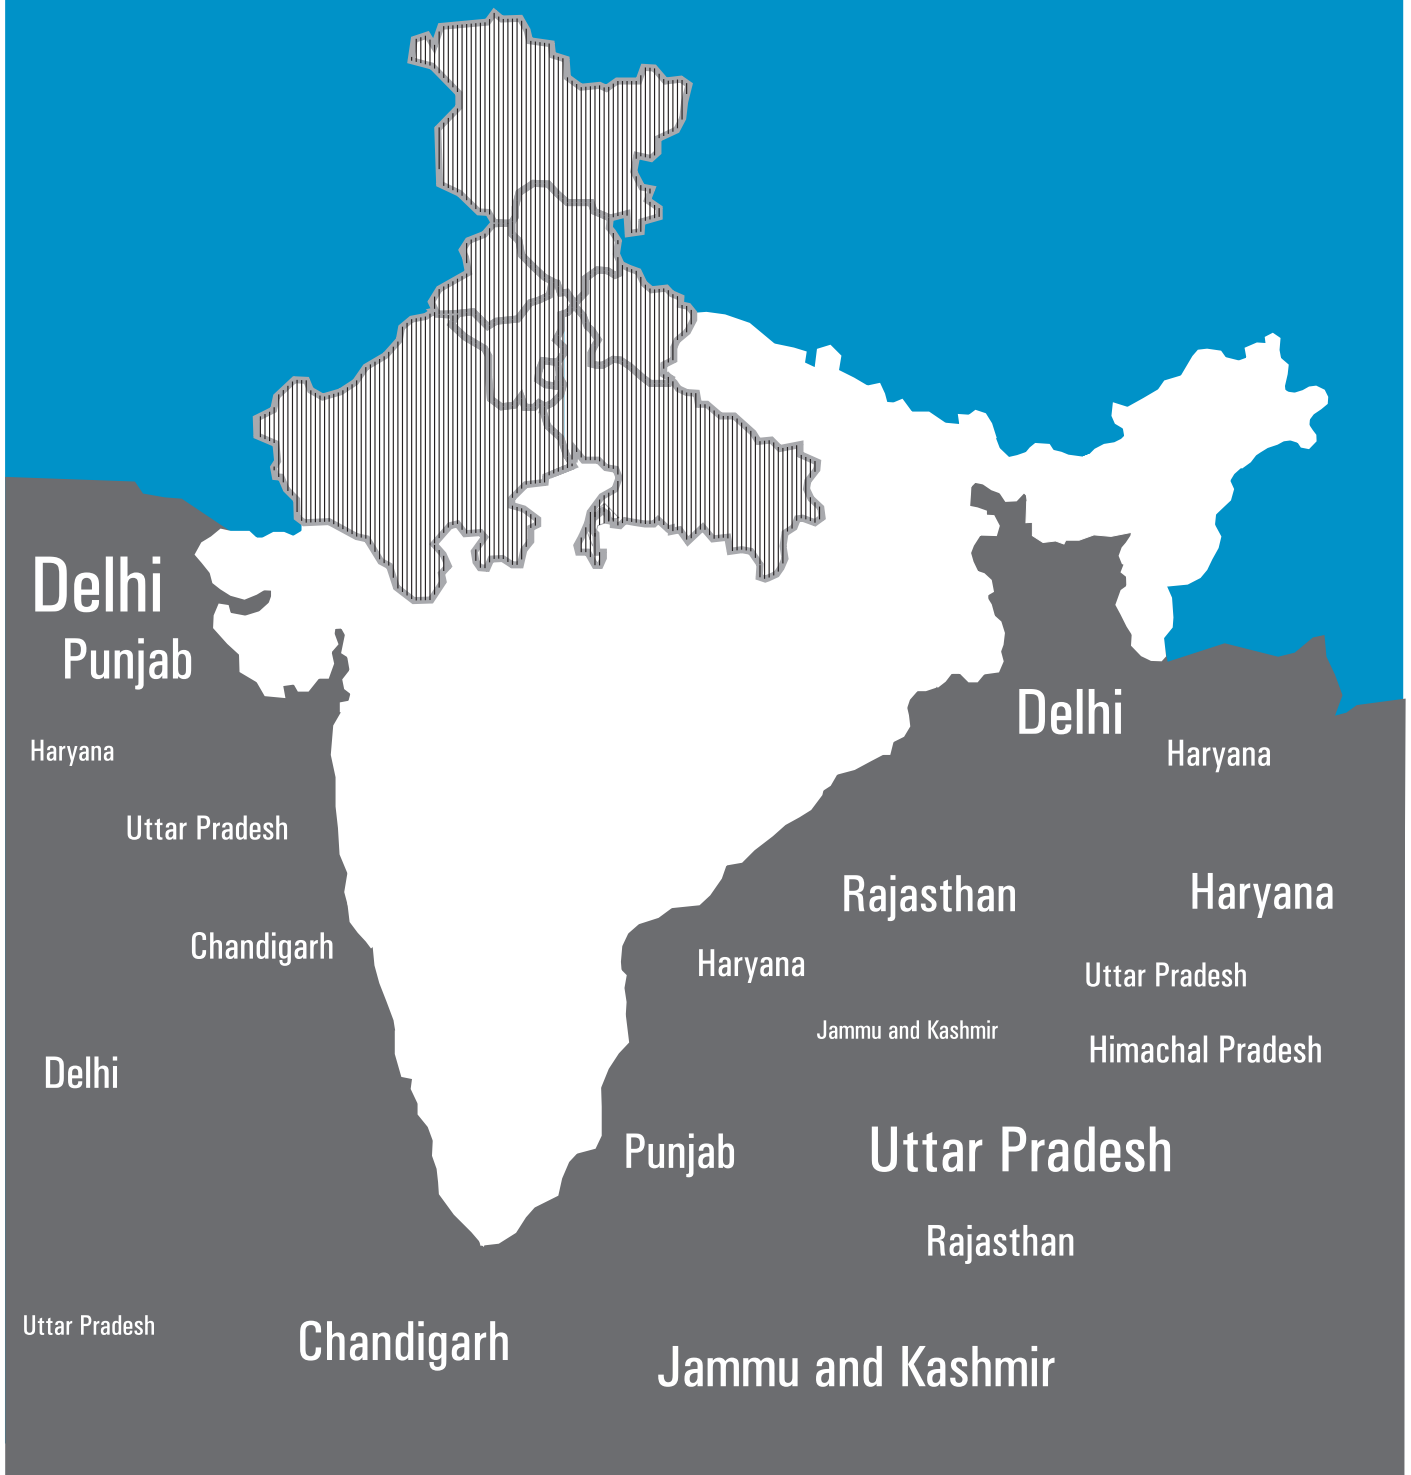 Delhi
Punjab
Delhi
Haryana
Haryana
Uttar Pradesh
Rajasthan
Haryana
Chandigarh
Haryana
Uttar Pradesh
Jammu and Kashmir
Himachal Pradesh
Delhi
Punjab
Uttar Pradesh
Rajasthan
Uttar Pradesh
Chandigarh
Jammu and Kashmir